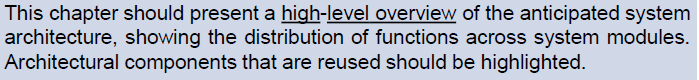 This chapter should present a high-level overview of the anticipated system
architecture, showing the distribution of functions across system modules.
Architectural components that are reused should be highlighted.